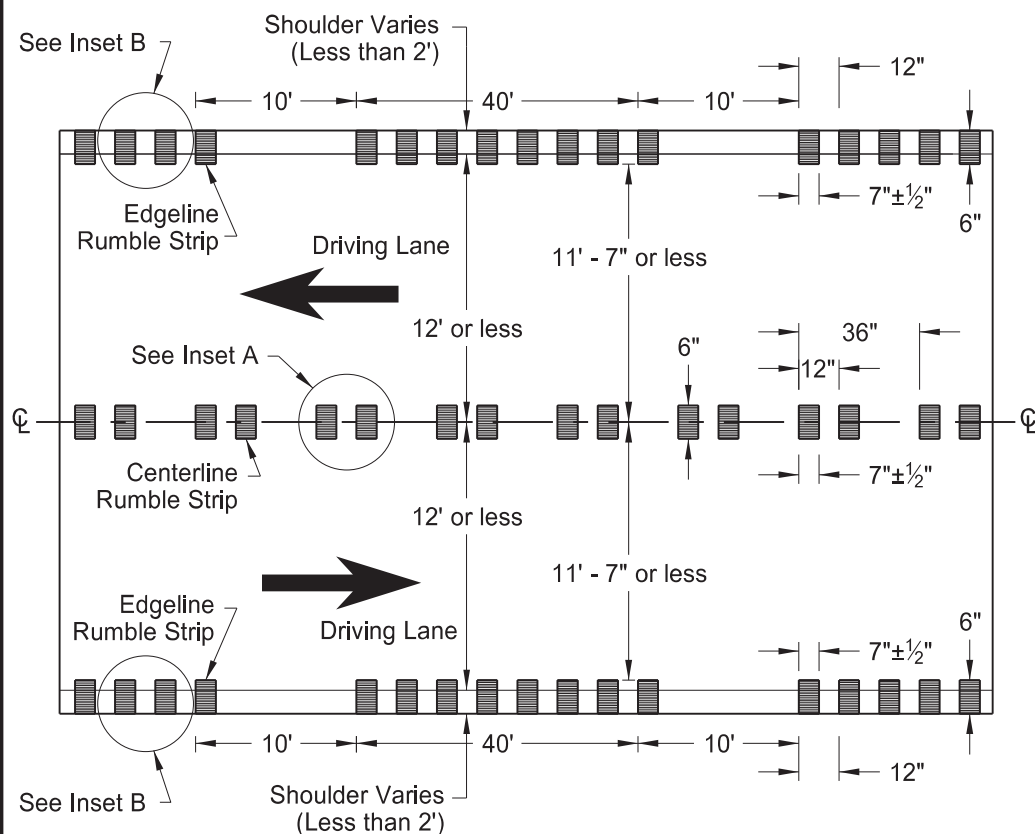 See Inset B
Shoulder Varies
(Less than 2')
12"
10'
40'
10'
Edgeline
Rumble Strip
7"±½"
6"
Driving Lane
11' - 7" or less
12' or less
See Inset A
6"
36"
12"
℄
℄
Centerline
Rumble Strip
7"±½"
12' or less
11' - 7" or less
Edgeline
Rumble Strip
Driving Lane
6"
7"±½"
10'
40'
10'
12"
See Inset B
Shoulder Varies
(Less than 2')